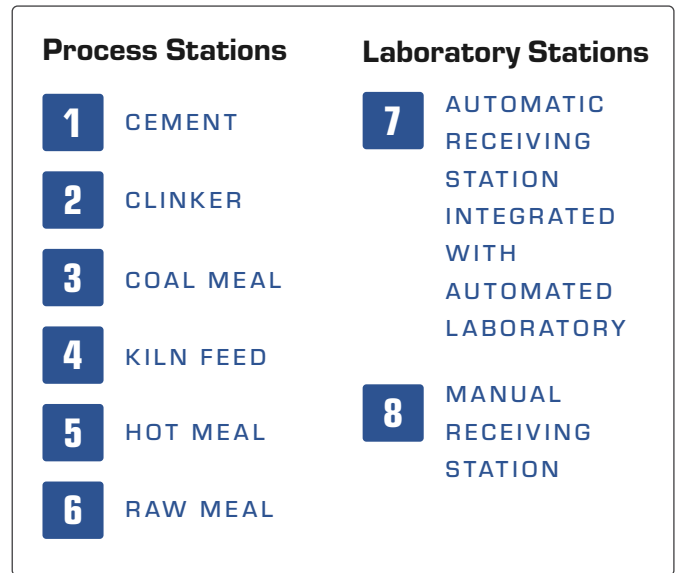 Process Stations
1 CEMENT
2 CLINKER
3 COAL MEAL
4 KILN FEED
5 HOT MEAL
6 RAW MEAL
Laboratory Stations
7 AUTOMATIC
RECEIVING
STATION
INTEGRATED
WITH
AUTOMATED
LABORATORY
8 MANUAL
RECEIVING
STATION